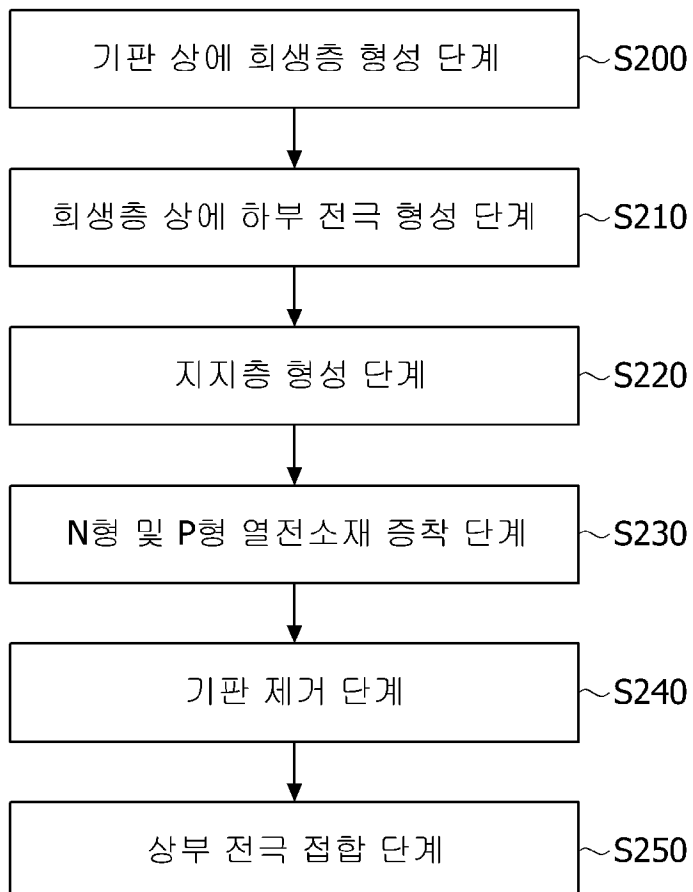 기판 상에 희생층 형성 단계 S200
희생층 상에 하부 전극 형성 단계 S210
지지층 형성 단계 S220
N형 및 P형 열전소재 증착 단계 S230
기판 제거 단계 S240
상부 전극 접합 단계 S250